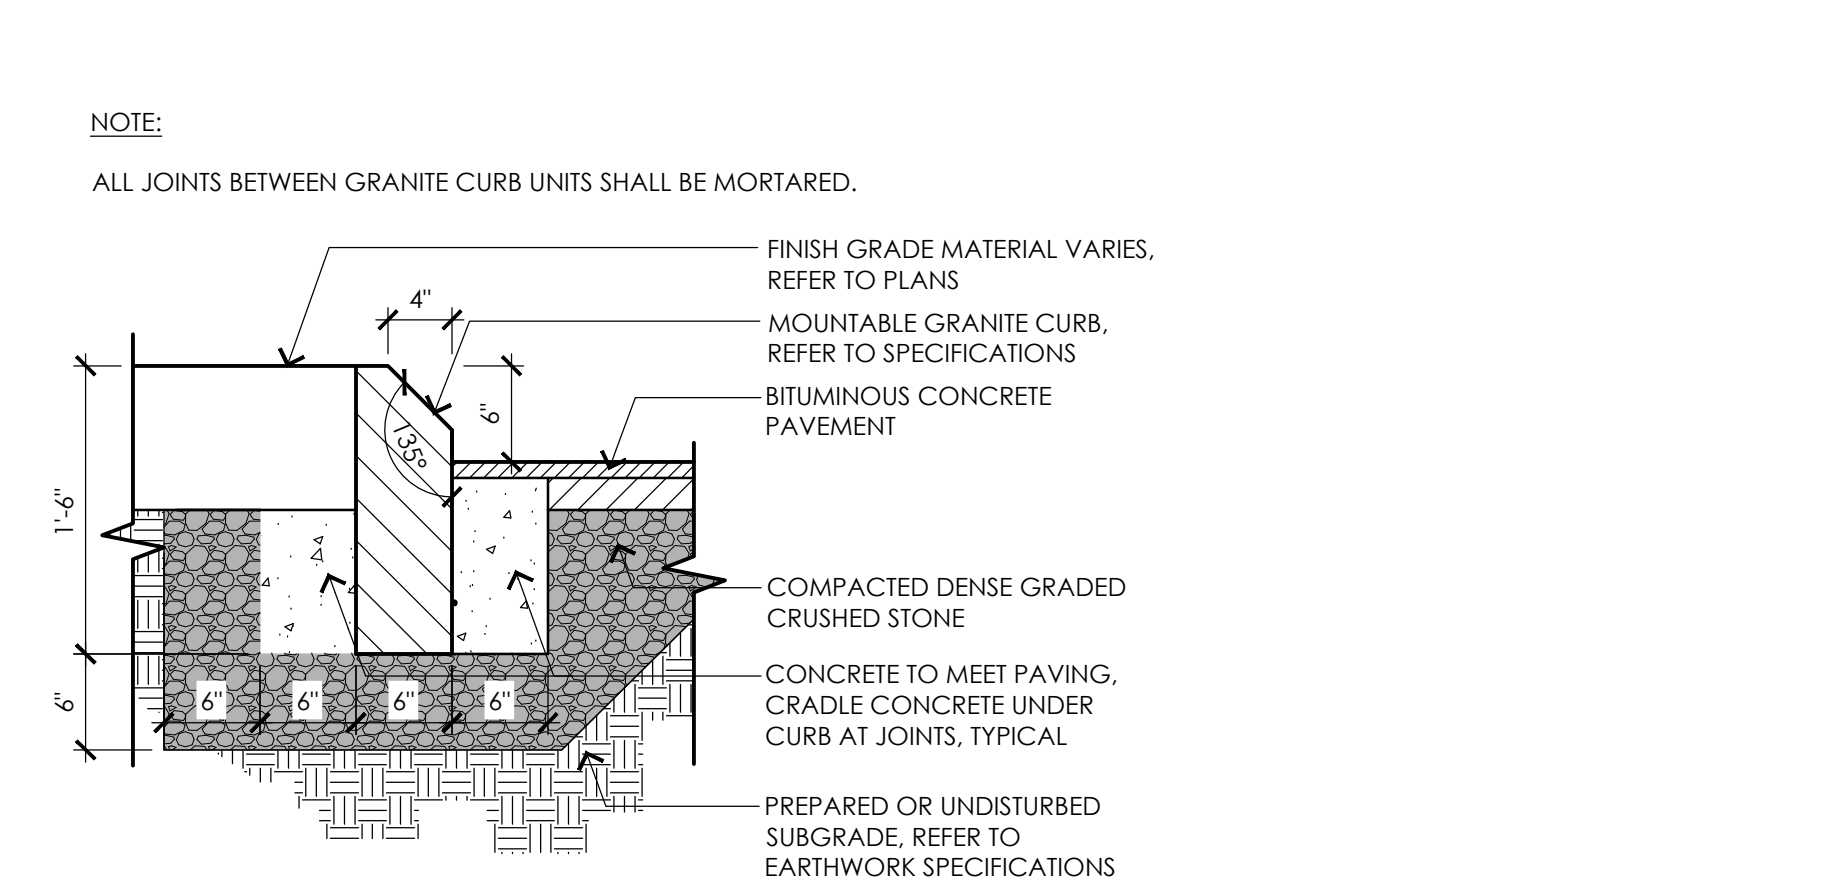 NOTE:
ALL JOINTS BETWEEN GRANITE CURB UNITS SHALL BE MORTARED.
FINISH GRADE MATERIAL VARIES,
REFER TO PLANS
4"
MOUNTABLE GRANITE CURB,
REFER TO SPECIFICATIONS
BITUMINOUS CONCRETE
PAVEMENT
6"
135°
1'-6"
COMPACTED DENSE GRADED
CRUSHED STONE
CONCRETE TO MEET PAVING,
CRADLE CONCRETE UNDER
CURB AT JOINTS, TYPICAL
6"
6" 6" 6" 6"
PREPARED OR UNDISTURBED
SUBGRADE, REFER TO
EARTHWORK SPECIFICATIONS